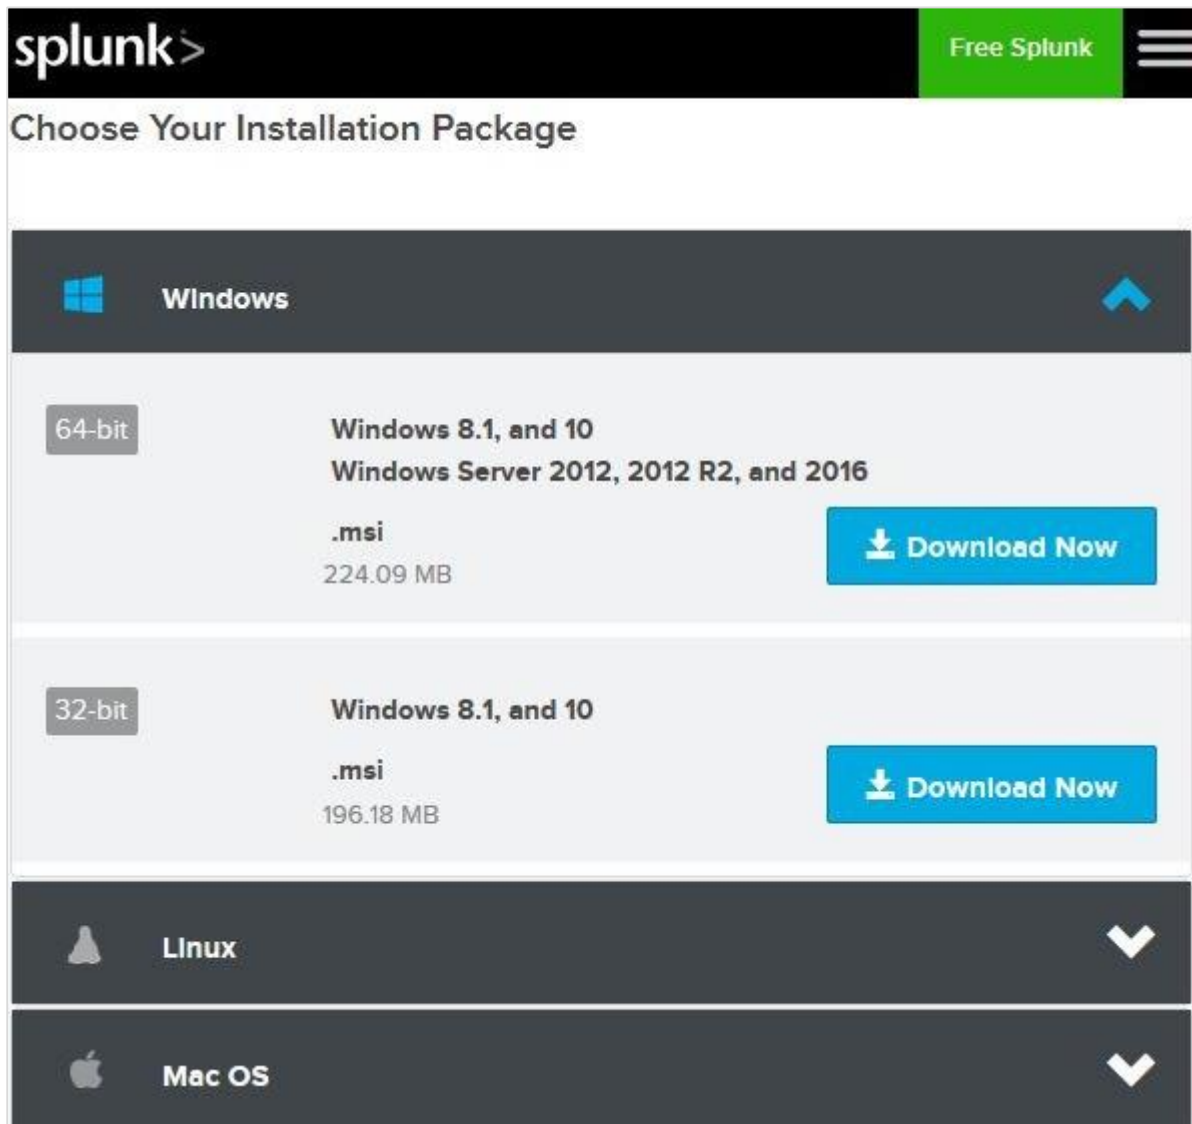 splunk>
Free Splunk
Choose Your Installation Package
Windows
64-bit
Windows 8.1, and 10
Windows Server 2012, 2012 R2, and 2016
.msi
224.09 MB
Download Now
32-bit
Windows 8.1, and 10
.msi
196.18 MB
Download Now
Linux
Mac OS